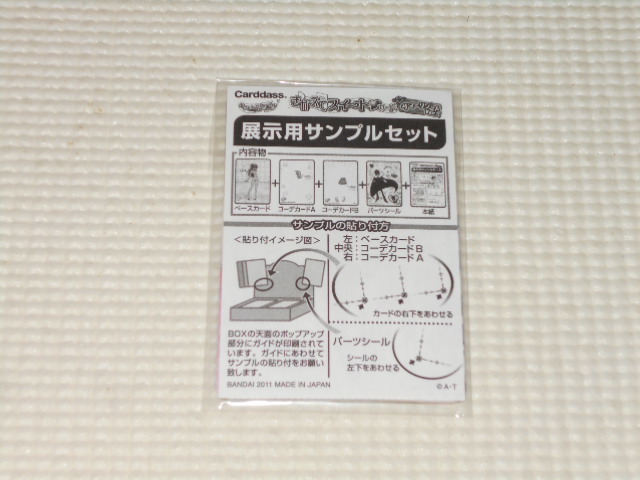 Carddass.
展示用サンプルセット
内容物
ベースカード
コーデカードA
コーデカードB
パーツシール
本紙
サンプルの貼り付方
＜貼り付イメージ図＞
左：ベースカード
中央：コーデカードB
右：コーデカードA
カードの右下をあわせる
BOXの天面のポップアップ
部分にガイドが印刷されて
います。ガイドにあわせて
サンプルの貼り付をお願い
致します。
パーツシール
シールの
左下をあわせる
BANDAI 2011 MADE IN JAPAN
©A・T